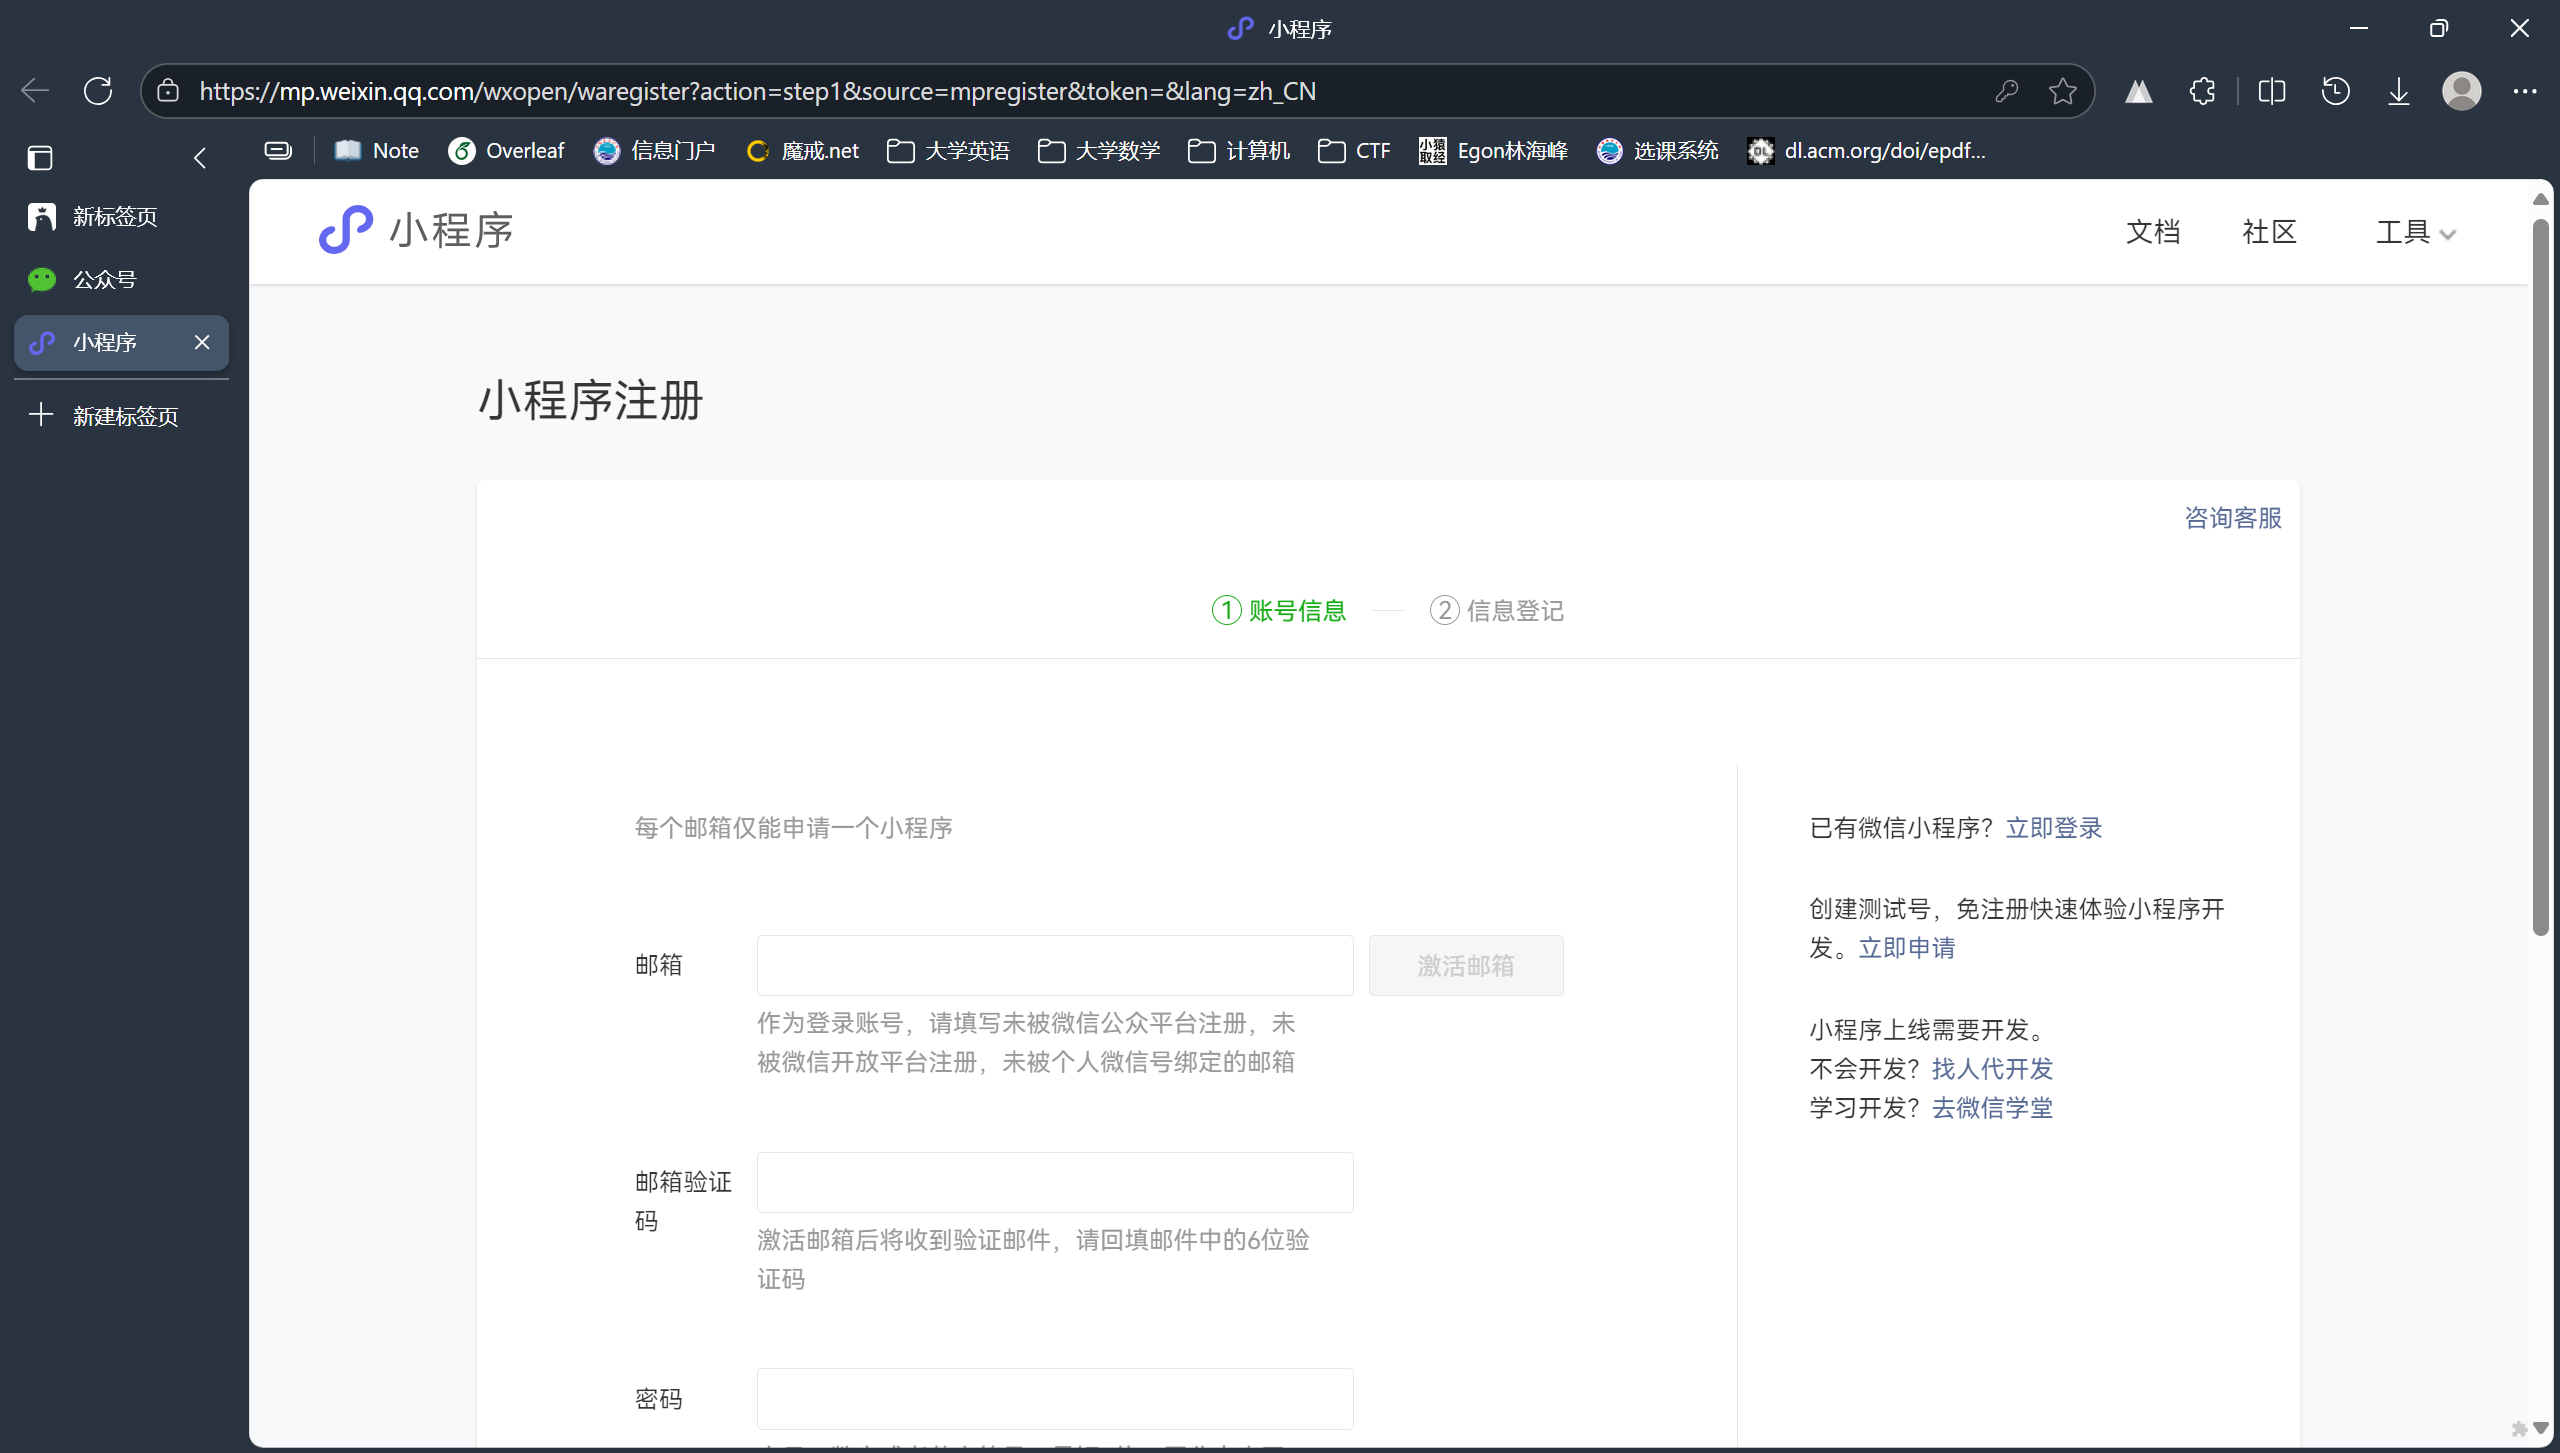 小程序
https://mp.weixin.qq.com/wxopen/waregister?action=step1&source=mpregister&token=&lang=zh_CN
Note
Overleaf
信息门户
魔戒.net
大学英语
大学数学
计算机
CTF
小猿取经
Egon林海峰
选课系统
dl.acm.org/doi/epdf...
新标签页
公众号
小程序
新建标签页
小程序
文档
社区
工具
小程序注册
咨询客服
1 账号信息
2 信息登记
每个邮箱仅能申请一个小程序
邮箱
激活邮箱
作为登录账号，请填写未被微信公众平台注册，未
被微信开放平台注册，未被个人微信号绑定的邮箱
邮箱验证
码
激活邮箱后将收到验证邮件，请回填邮件中的6位验
证码
密码
已有微信小程序？立即登录
创建测试号，免注册快速体验小程序开
发。立即申请
小程序上线需要开发。
不会开发？找人代开发
学习开发？去微信学堂